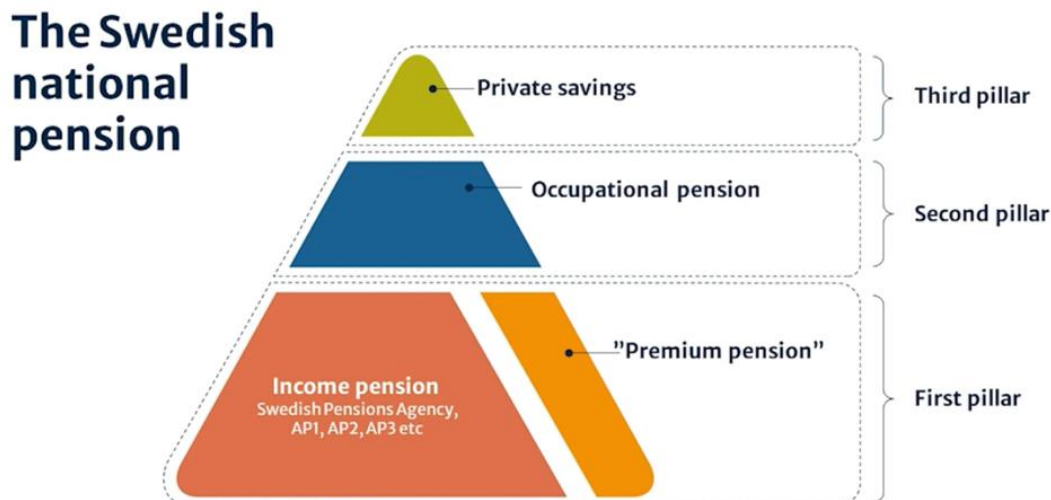 The Swedish
national
pension
Private savings
Third pillar
Occupational pension
Second pillar
”Premium pension”
Income pension
Swedish Pensions Agency,
AP1, AP2, AP3 etc
First pillar